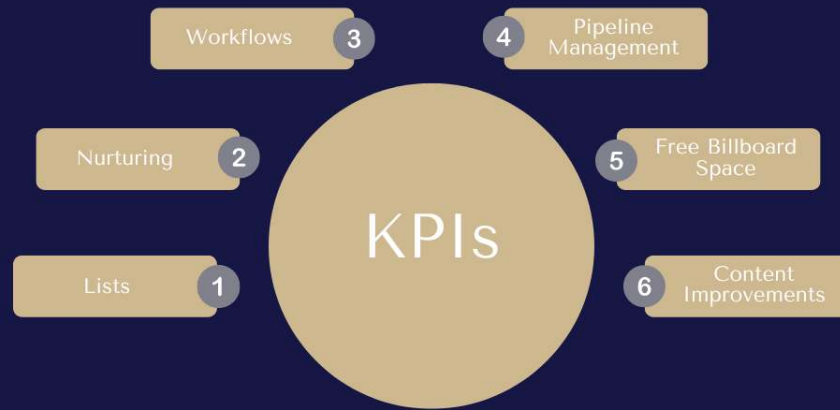 Workflows
3
4
Pipeline
Management
Nurturing
2
5
Free Billboard
Space
KPIs
Lists
1
6
Content
Improvements